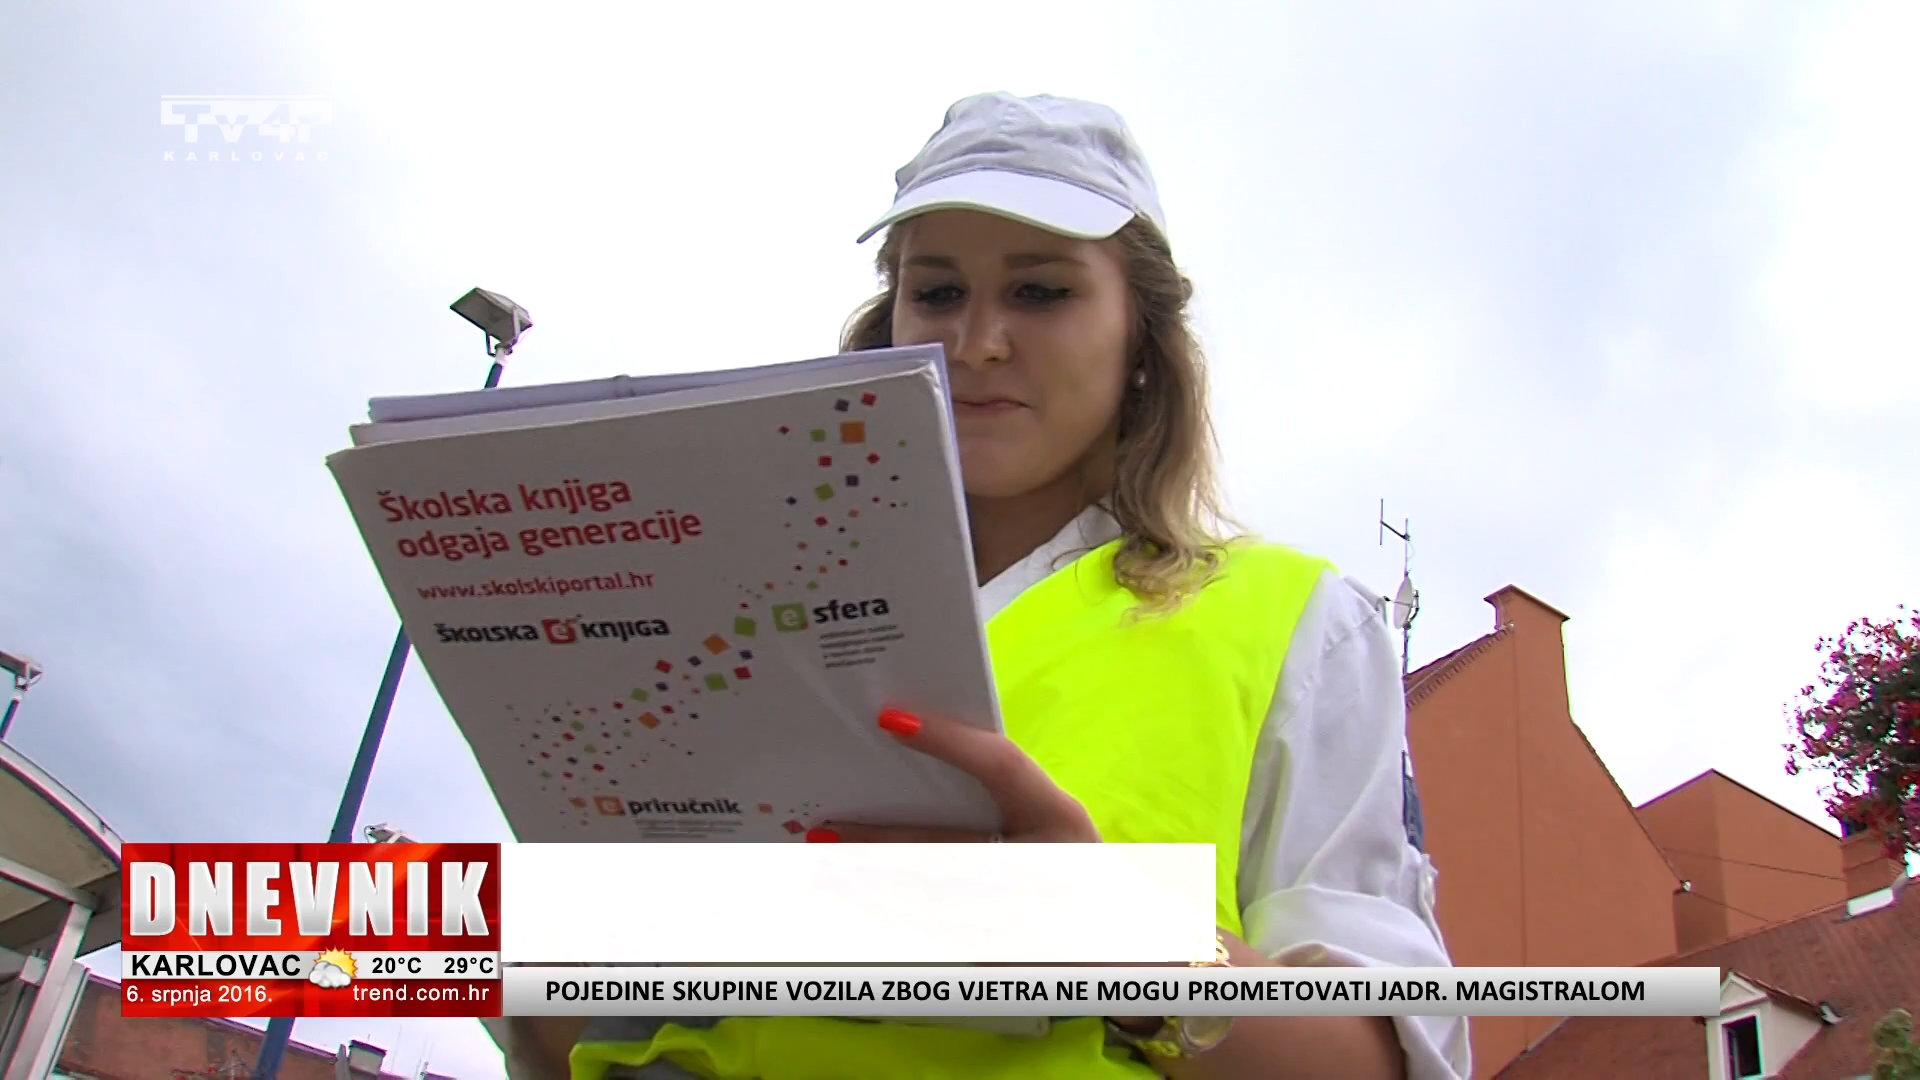 TV4r
KARLOVAC
Školska knjiga
odgaja generacije
www.skolskiportal.hr
ŠKOLSKA e KNJIGA
e sfera
e priručnik
DNEVNIK
KARLOVAC 20°C 29°C
6. srpnja 2016. trend.com.hr
POJEDINE SKUPINE VOZILA ZBOG VJETRA NE MOGU PROMETOVATI JADR. MAGISTRALOM